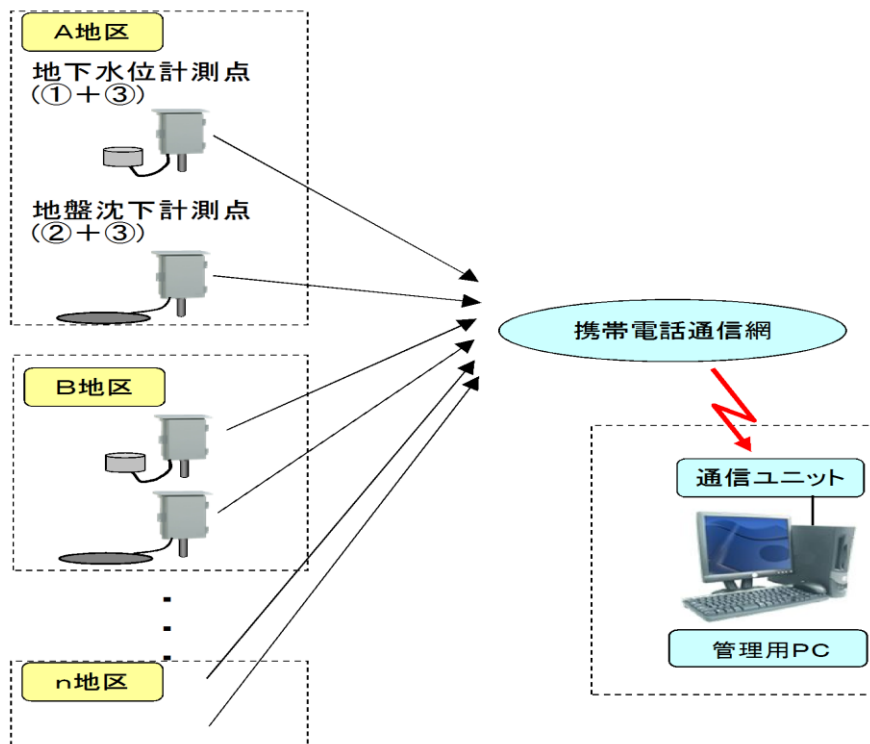 A地区
地下水位計測点
(①+③)
地盤沈下計測点
(②+③)
B地区
n地区
携帯電話通信網
通信ユニット
管理用PC